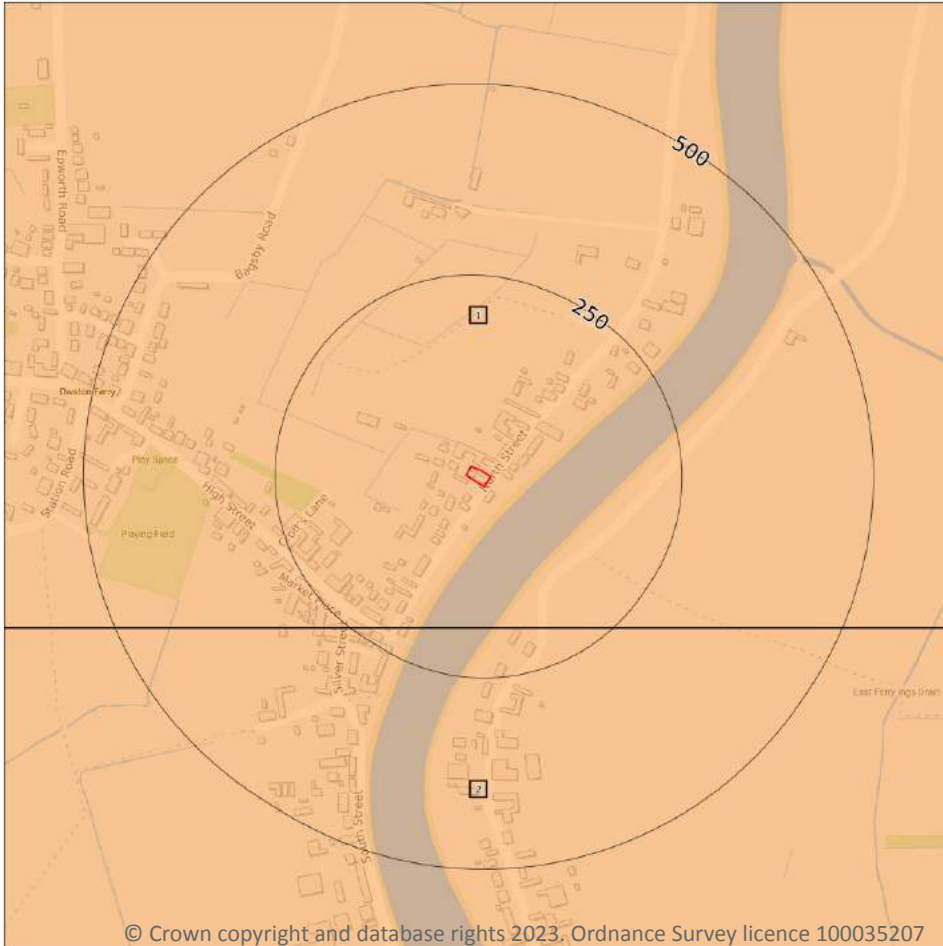 500
Epworth Road
Bagsby Road
1
250
Owston Ferry
North Street
Play Space
High Street
Station Road
Playing Field
Market Place
Silver Street
East Ferry Ings Drain
2
South Street
© Crown copyright and database rights 2023. Ordnance Survey licence 100035207